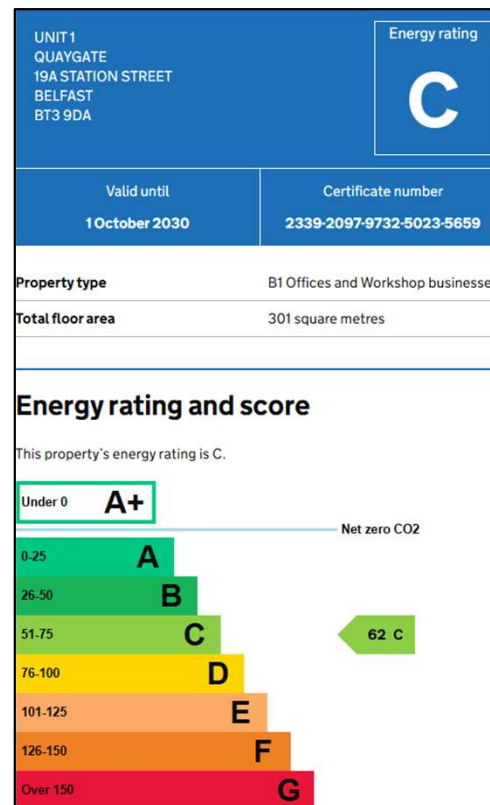 UNIT 1
QUAYGATE
19A STATION STREET
BELFAST
BT3 9DA
Energy rating
C
Valid until
1 October 2030
Certificate number
2339-2097-9732-5023-5659
Property type B1 Offices and Workshop businesse
Total floor area 301 square metres
Energy rating and score
This property's energy rating is C.
Under 0 A+
Net zero CO2
0-25 A
26-50 B
51-75 C 62 C
76-100 D
101-125 E
126-150 F
Over 150 G